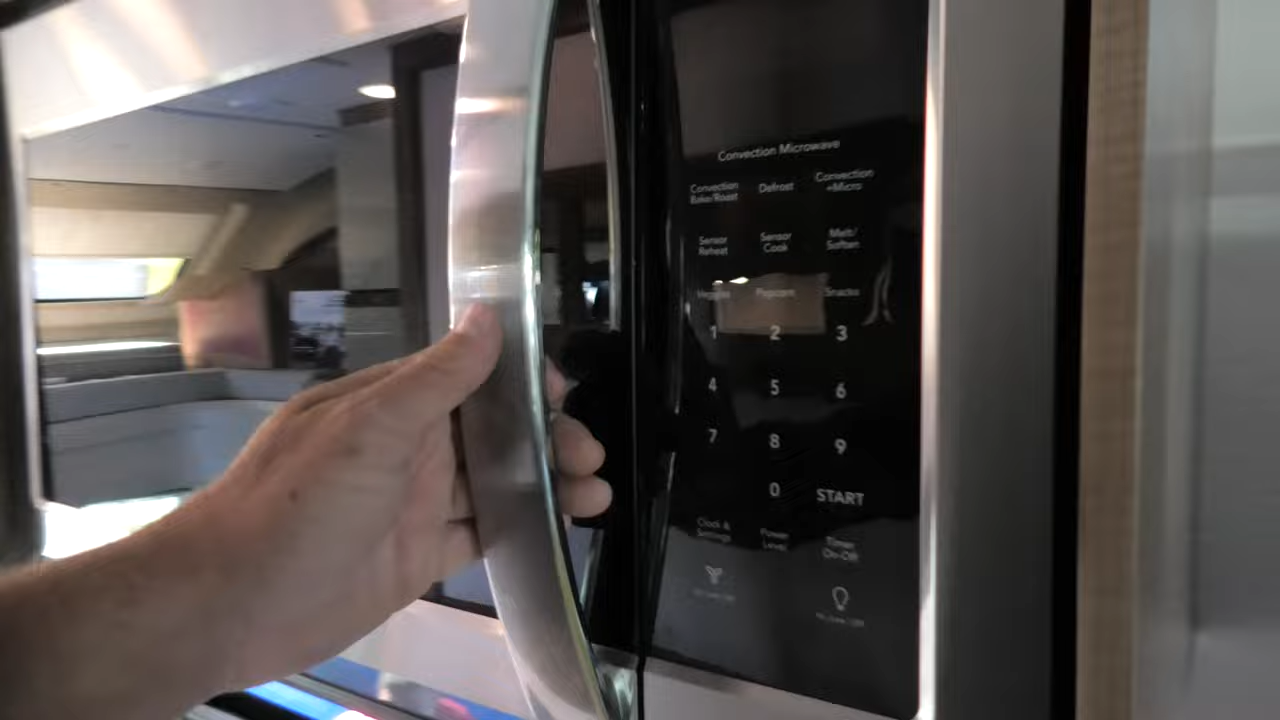 Convection Microwave
Convection
Bake/Roast
Defrost
Convection
+Micro
Sensor
Reheat
Sensor
Cook
Melt/
Soften
Popcorn
Snacks
1
2
3
4
5
6
7
8
9
0
START
Clock &
Settings
Power
Level
Timer
On-Off